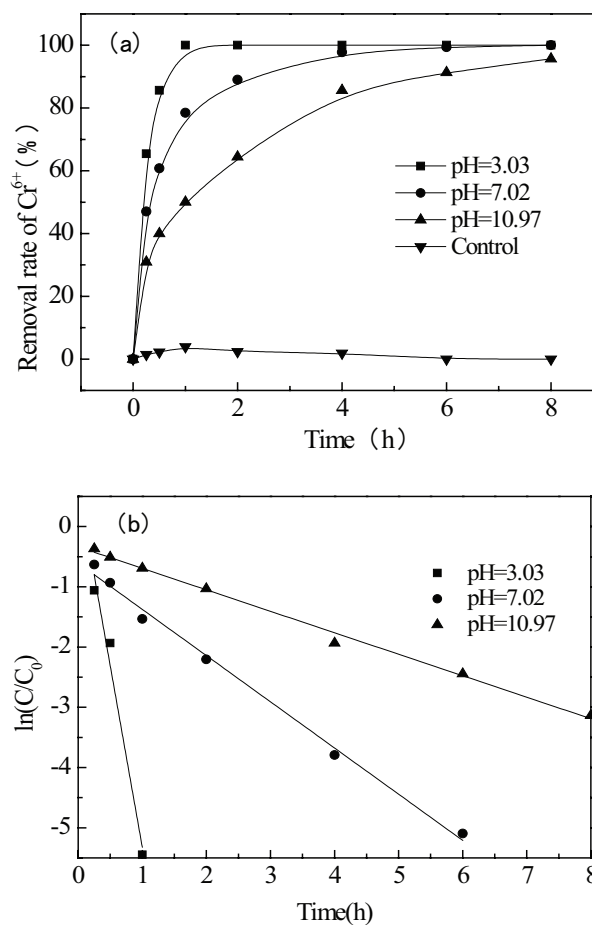 (a)
100
80
60
40
20
0
Removal rate of Cr6+ (%)
pH=3.03
pH=7.02
pH=10.97
Control
0 2 4 6 8
Time (h)
(b)
0
-1
-2
-3
-4
-5
ln(C/C0)
pH=3.03
pH=7.02
pH=10.97
0 1 2 3 4 5 6 7 8
Time(h)